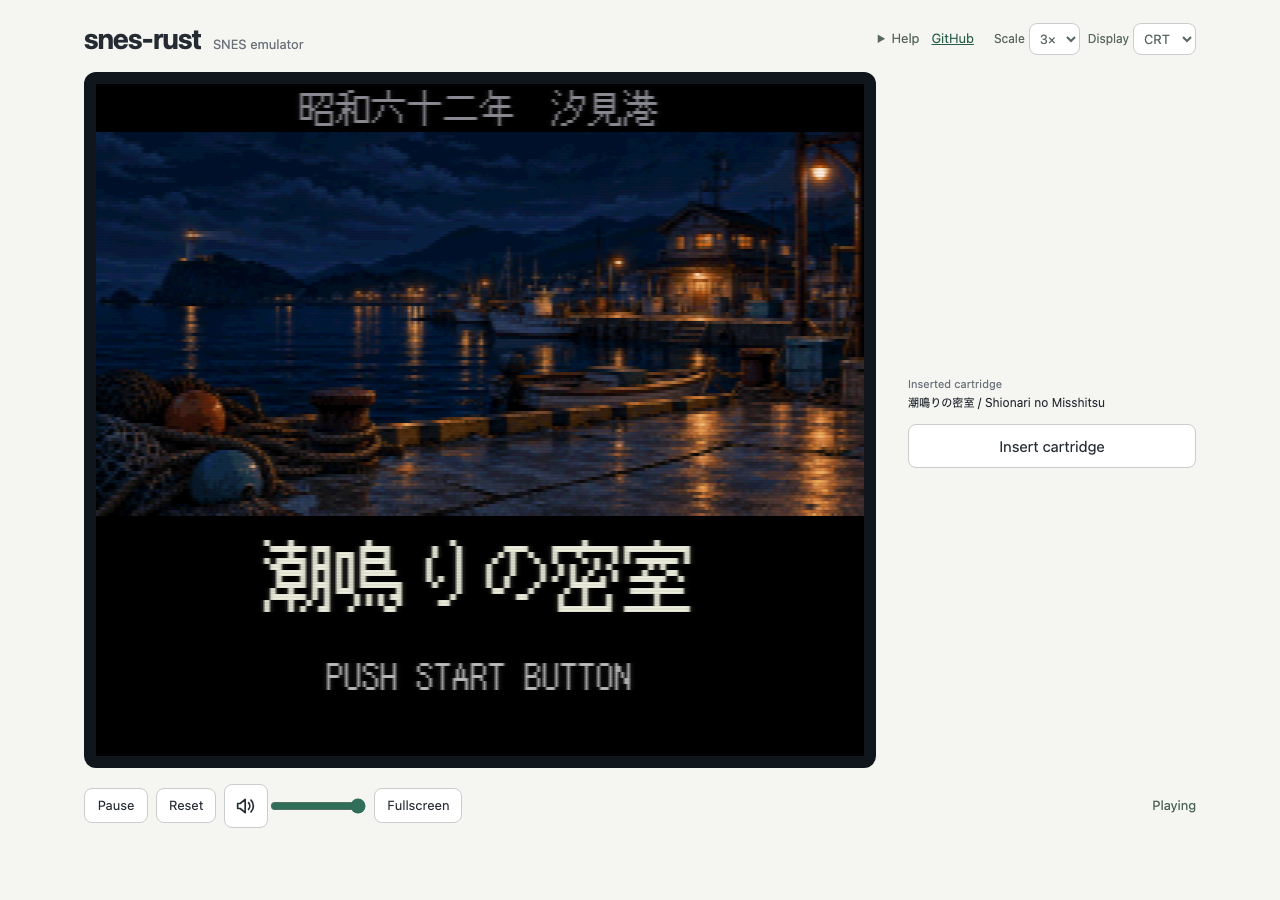 snes-rust SNES emulator
Help GitHub Scale 3× Display CRT
昭和六十二年 汐見港
潮鳴りの密室
PUSH START BUTTON
Inserted cartridge
潮鳴りの密室 / Shionari no Misshitsu
Insert cartridge
Pause Reset Fullscreen Playing